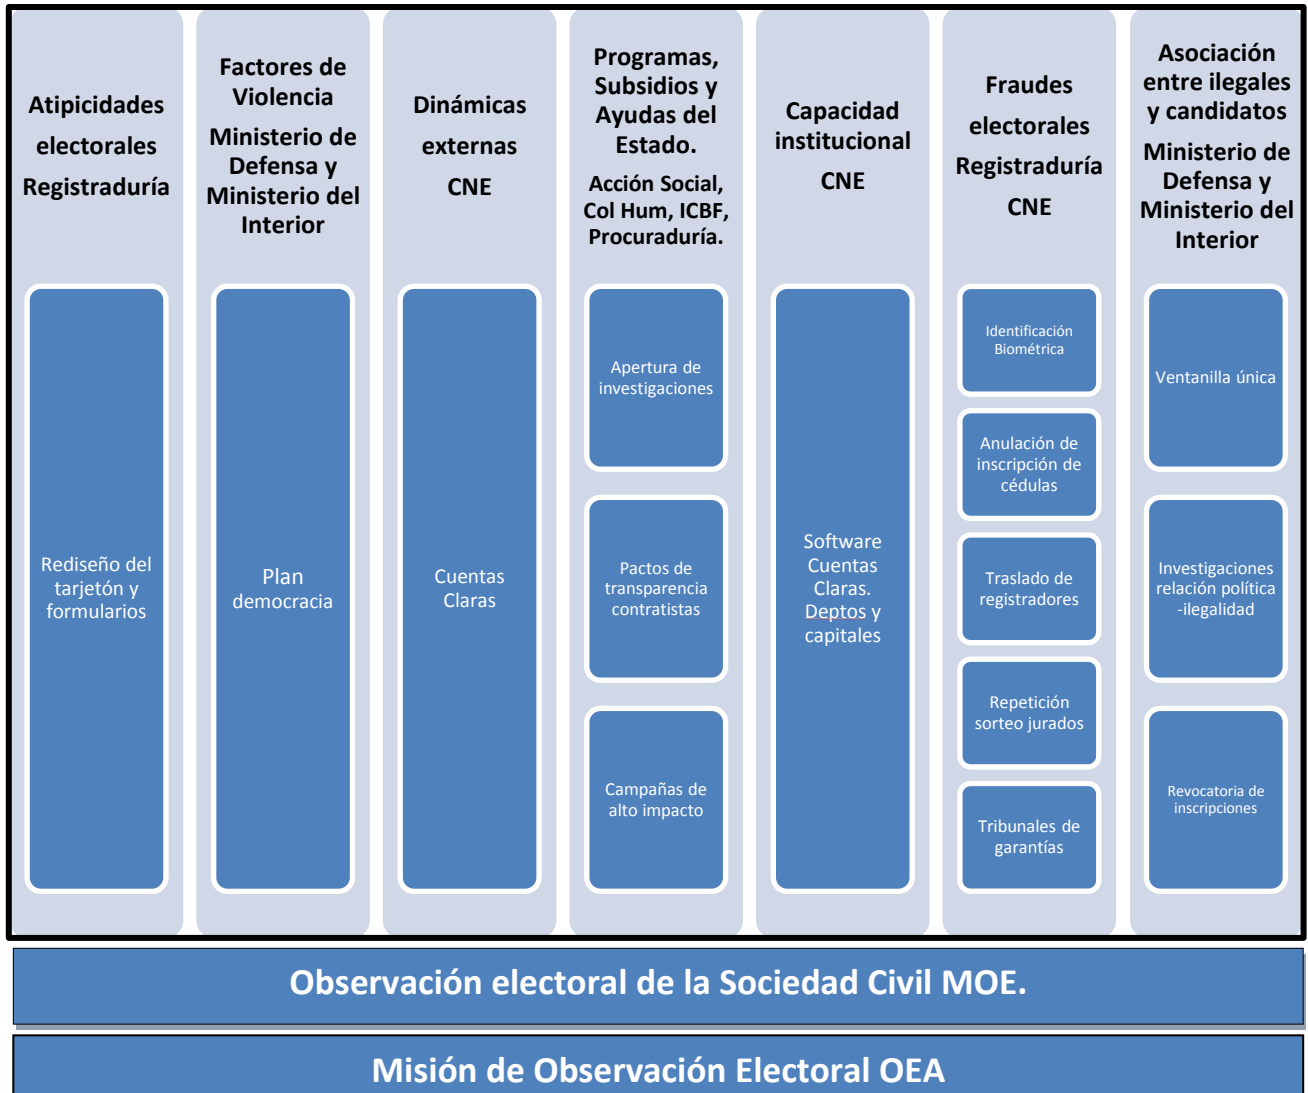 Atipicidades
electorales
Registraduría
Factores de
Violencia
Ministerio de
Defensa y
Ministerio del
Interior
Dinámicas
externas
CNE
Programas,
Subsidios y
Ayudas del
Estado.
Acción Social,
Col Hum, ICBF,
Procuraduría.
Capacidad
institucional
CNE
Fraudes
electorales
Registraduría
CNE
Asociación
entre ilegales
y candidatos
Ministerio de
Defensa y
Ministerio del
Interior
Rediseño del
tarjetón y
formularios
Plan
democracia
Cuentas
Claras
Apertura de
investigaciones
Pactos de
transparencia
contratistas
Campañas de
alto impacto
Software
Cuentas
Claras.
Deptos y
capitales
Identificación
Biométrica
Anulación de
inscripción de
cédulas
Traslado de
registradores
Repetición
sorteo jurados
Tribunales de
garantías
Ventanilla única
Investigaciones
relación política
-ilegalidad
Revocatoria de
inscripciones
Observación electoral de la Sociedad Civil MOE.
Misión de Observación Electoral OEA